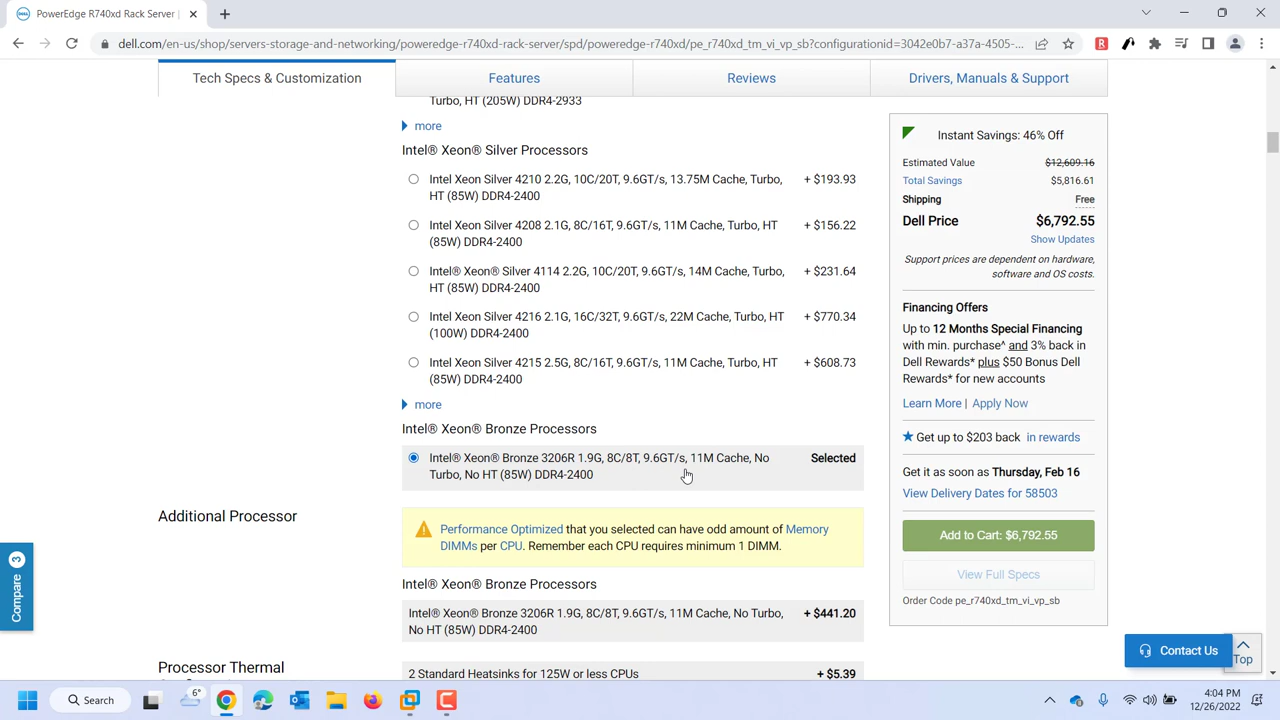 PowerEdge R740xd Rack Server |
dell.com/en-us/shop/servers-storage-and-networking/poweredge-r740xd-rack-server/spd/poweredge-r740xd/pe_r740xd_tm_vi_vp_sb?configurationid=3042e0b7-a37a-4505-...
Tech Specs & Customization
Features
Reviews
Drivers, Manuals & Support
Turbo, HT (205W) DDR4-2933
more
Intel® Xeon® Silver Processors
Intel Xeon Silver 4210 2.2G, 10C/20T, 9.6GT/s, 13.75M Cache, Turbo, + $193.93
HT (85W) DDR4-2400
Intel Xeon Silver 4208 2.1G, 8C/16T, 9.6GT/s, 11M Cache, Turbo, HT + $156.22
(85W) DDR4-2400
Intel® Xeon® Silver 4114 2.2G, 10C/20T, 9.6GT/s, 14M Cache, Turbo, + $231.64
HT (85W) DDR4-2400
Intel Xeon Silver 4216 2.1G, 16C/32T, 9.6GT/s, 22M Cache, Turbo, HT + $770.34
(100W) DDR4-2400
Intel Xeon Silver 4215 2.5G, 8C/16T, 9.6GT/s, 11M Cache, Turbo, HT + $608.73
(85W) DDR4-2400
more
Intel® Xeon® Bronze Processors
Intel® Xeon® Bronze 3206R 1.9G, 8C/8T, 9.6GT/s, 11M Cache, No Selected
Turbo, No HT (85W) DDR4-2400
Additional Processor
Performance Optimized that you selected can have odd amount of Memory
DIMMs per CPU. Remember each CPU requires minimum 1 DIMM.
Intel® Xeon® Bronze Processors
Intel® Xeon® Bronze 3206R 1.9G, 8C/8T, 9.6GT/s, 11M Cache, No Turbo, + $441.20
No HT (85W) DDR4-2400
Processor Thermal
2 Standard Heatsinks for 125W or less CPUs + $5.39
Instant Savings: 46% Off
Estimated Value $12,609.16
Total Savings $5,816.61
Shipping Free
Dell Price $6,792.55
Show Updates
Support prices are dependent on hardware,
software and OS costs.
Financing Offers
Up to 12 Months Special Financing
with min. purchase^ and 3% back in
Dell Rewards* plus $50 Bonus Dell
Rewards* for new accounts
Learn More | Apply Now
Get up to $203 back in rewards
Get it as soon as Thursday, Feb 16
View Delivery Dates for 58503
Add to Cart: $6,792.55
View Full Specs
Order Code pe_r740xd_tm_vi_vp_sb
Compare 3
Contact Us
Top
Search
6°
4:04 PM
12/26/2022